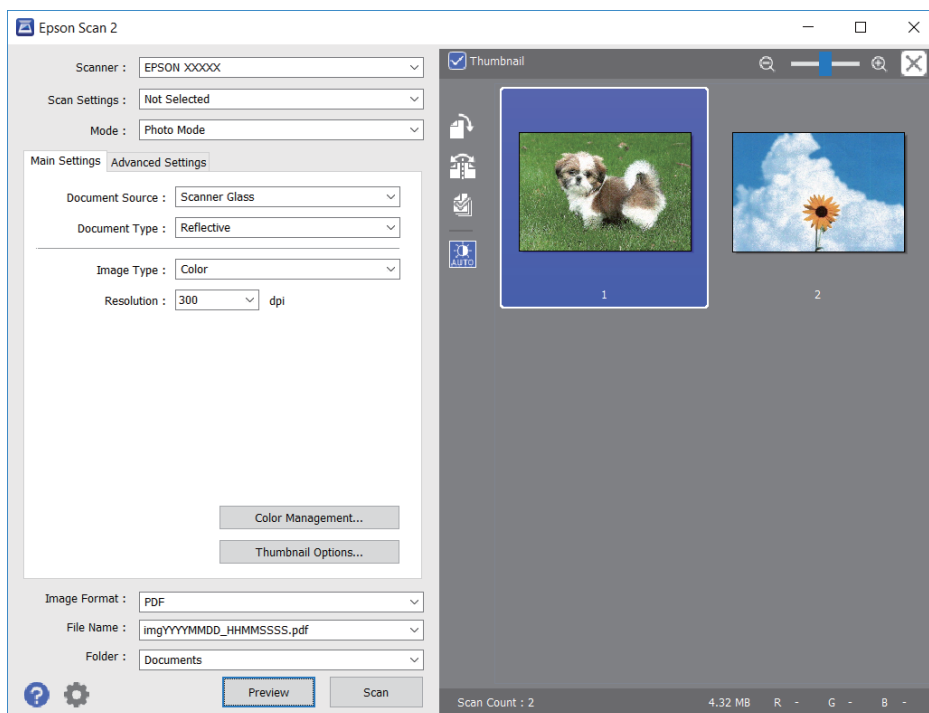 Epson Scan 2
Scanner : EPSON XXXXX
Scan Settings : Not Selected
Mode : Photo Mode
Main Settings Advanced Settings
Document Source : Scanner Glass
Document Type : Reflective
Image Type : Color
Resolution : 300 dpi
Color Management...
Thumbnail Options...
Image Format : PDF
File Name : imgYYYYMMDD_HHMMSSSS.pdf
Folder : Documents
? Preview Scan
Thumbnail
AUTO
1 2
Scan Count : 2 4.32 MB R - G - B -